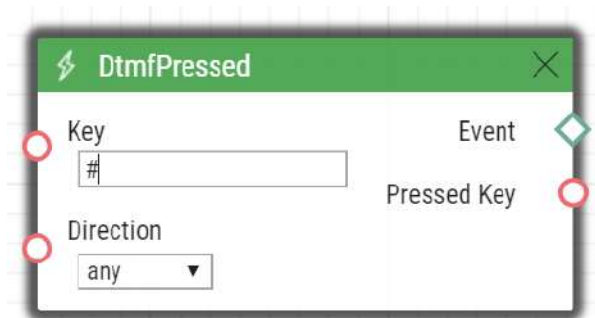 DtmfPressed
Key
#
Event
Pressed Key
Direction
any